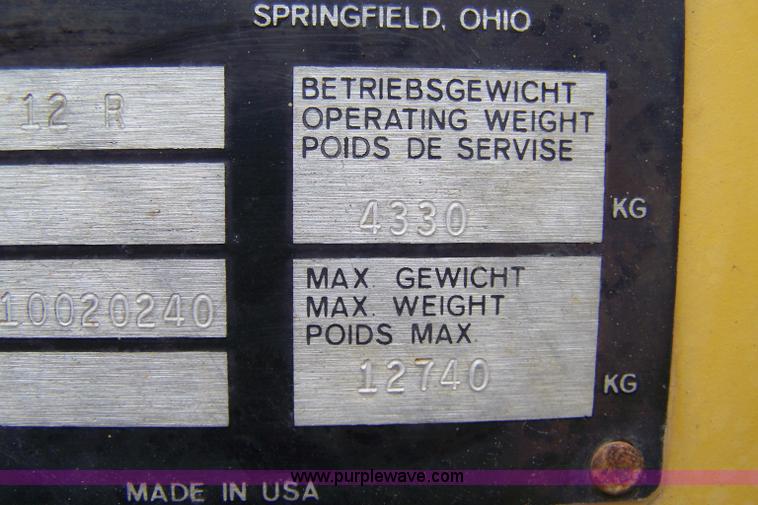 SPRINGFIELD, OHIO
12 R
BETRIEBSGEWICHT
OPERATING WEIGHT
POIDS DE SERVISE
4330
KG
10020240
MAX. GEWICHT
MAX. WEIGHT
POIDS MAX.
12740
KG
www.purplewave.com
MADE IN USA